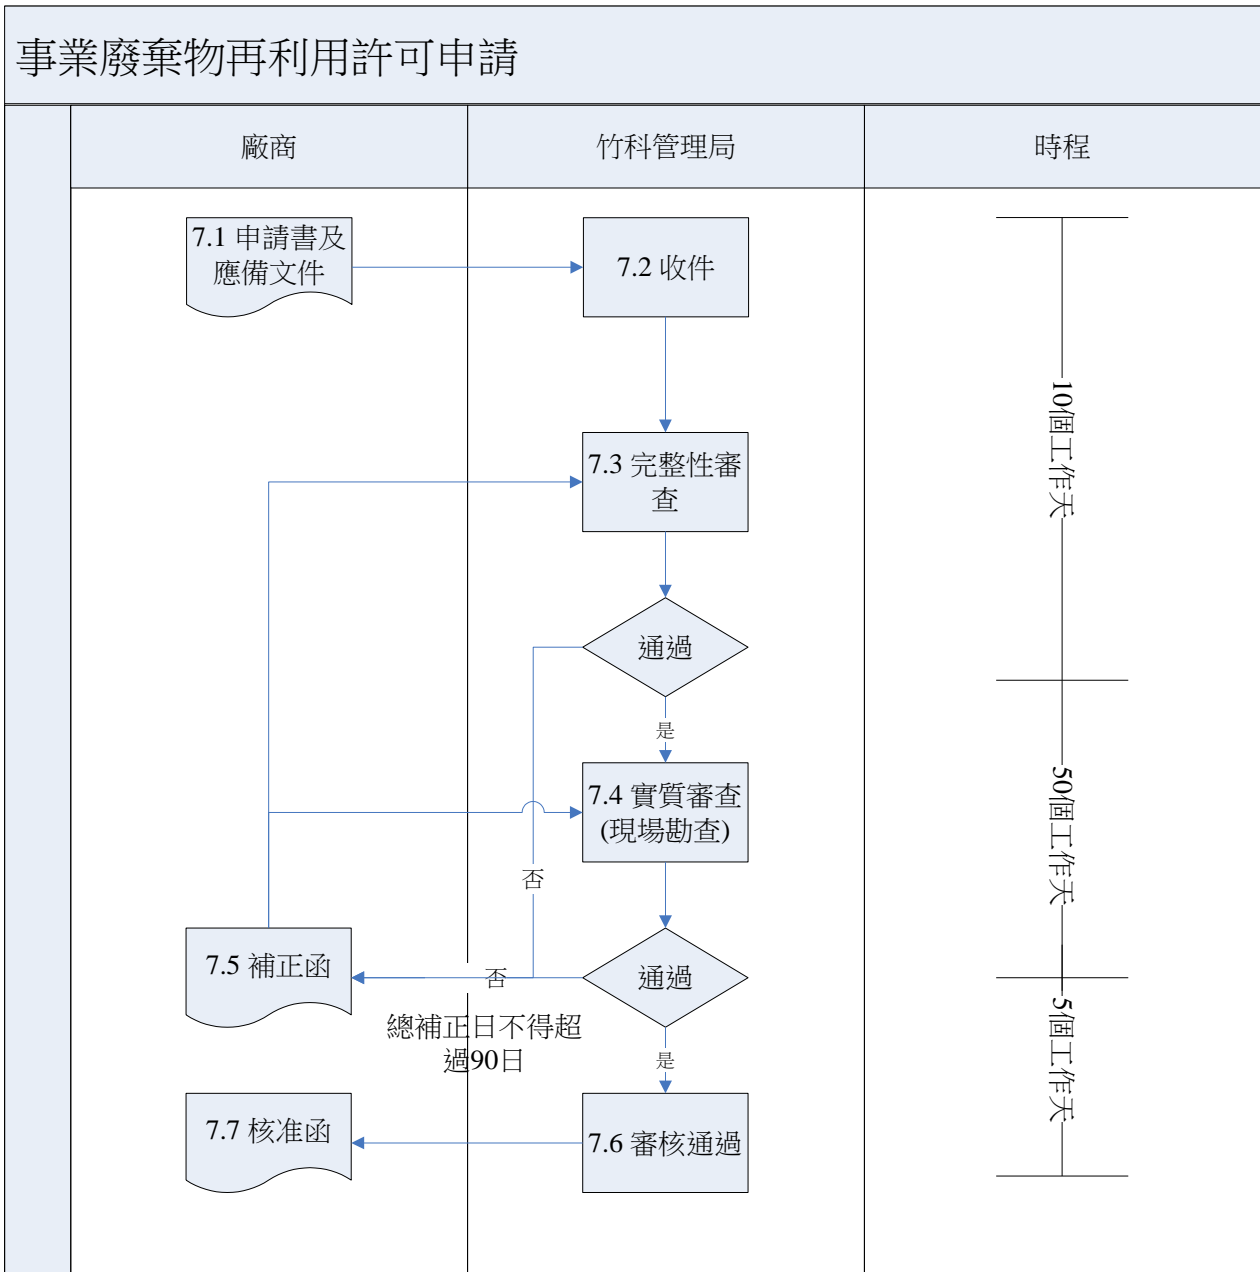 事業廢棄物再利用許可申請
廠商
竹科管理局
時程
7.1 申請書及
應備文件
7.2 收件
10個工作天
7.3 完整性審
查
通過
是
7.4 實質審查
(現場勘查)
50個工作天
否
7.5 補正函
否
通過
總補正日不得超
過90日
5個工作天
是
7.7 核准函
7.6 審核通過